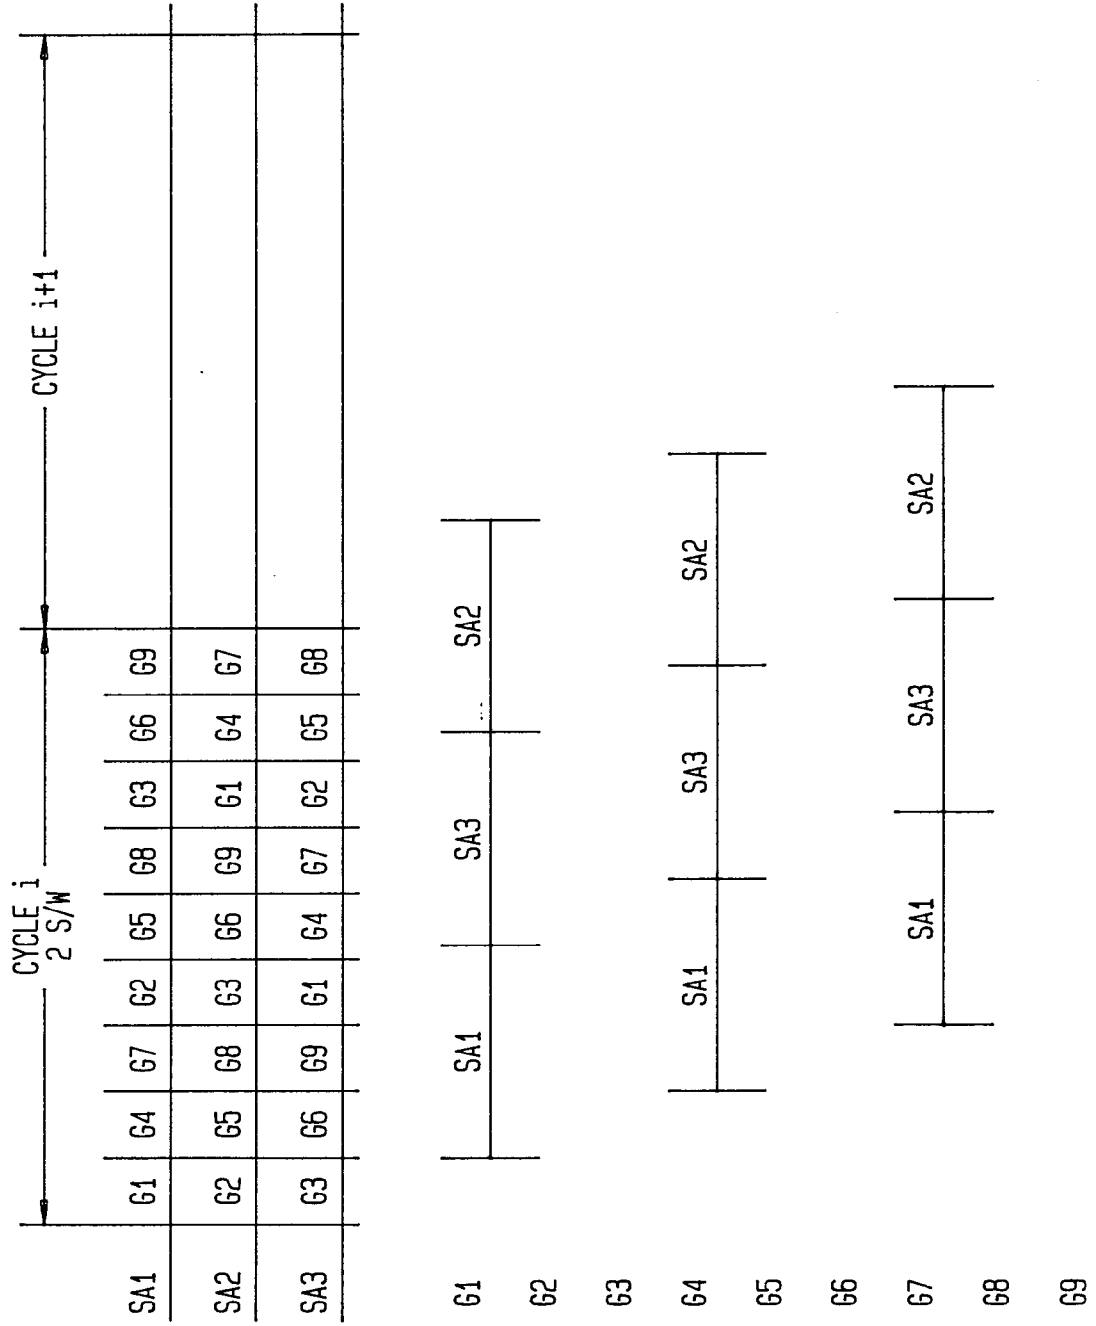 CYCLE i CYCLE i+1
2 S/W
SA1 G1 G4 G7 G2 G5 G8 G3 G6 G9
SA2 G2 G5 G8 G3 G6 G9 G1 G4 G7
SA3 G3 G6 G9 G1 G4 G7 G2 G5 G8
G1 SA1 SA3 SA2
G2
G3
G4 SA1 SA3 SA2
G5
G6
G7 SA1 SA3 SA2
G8
G9